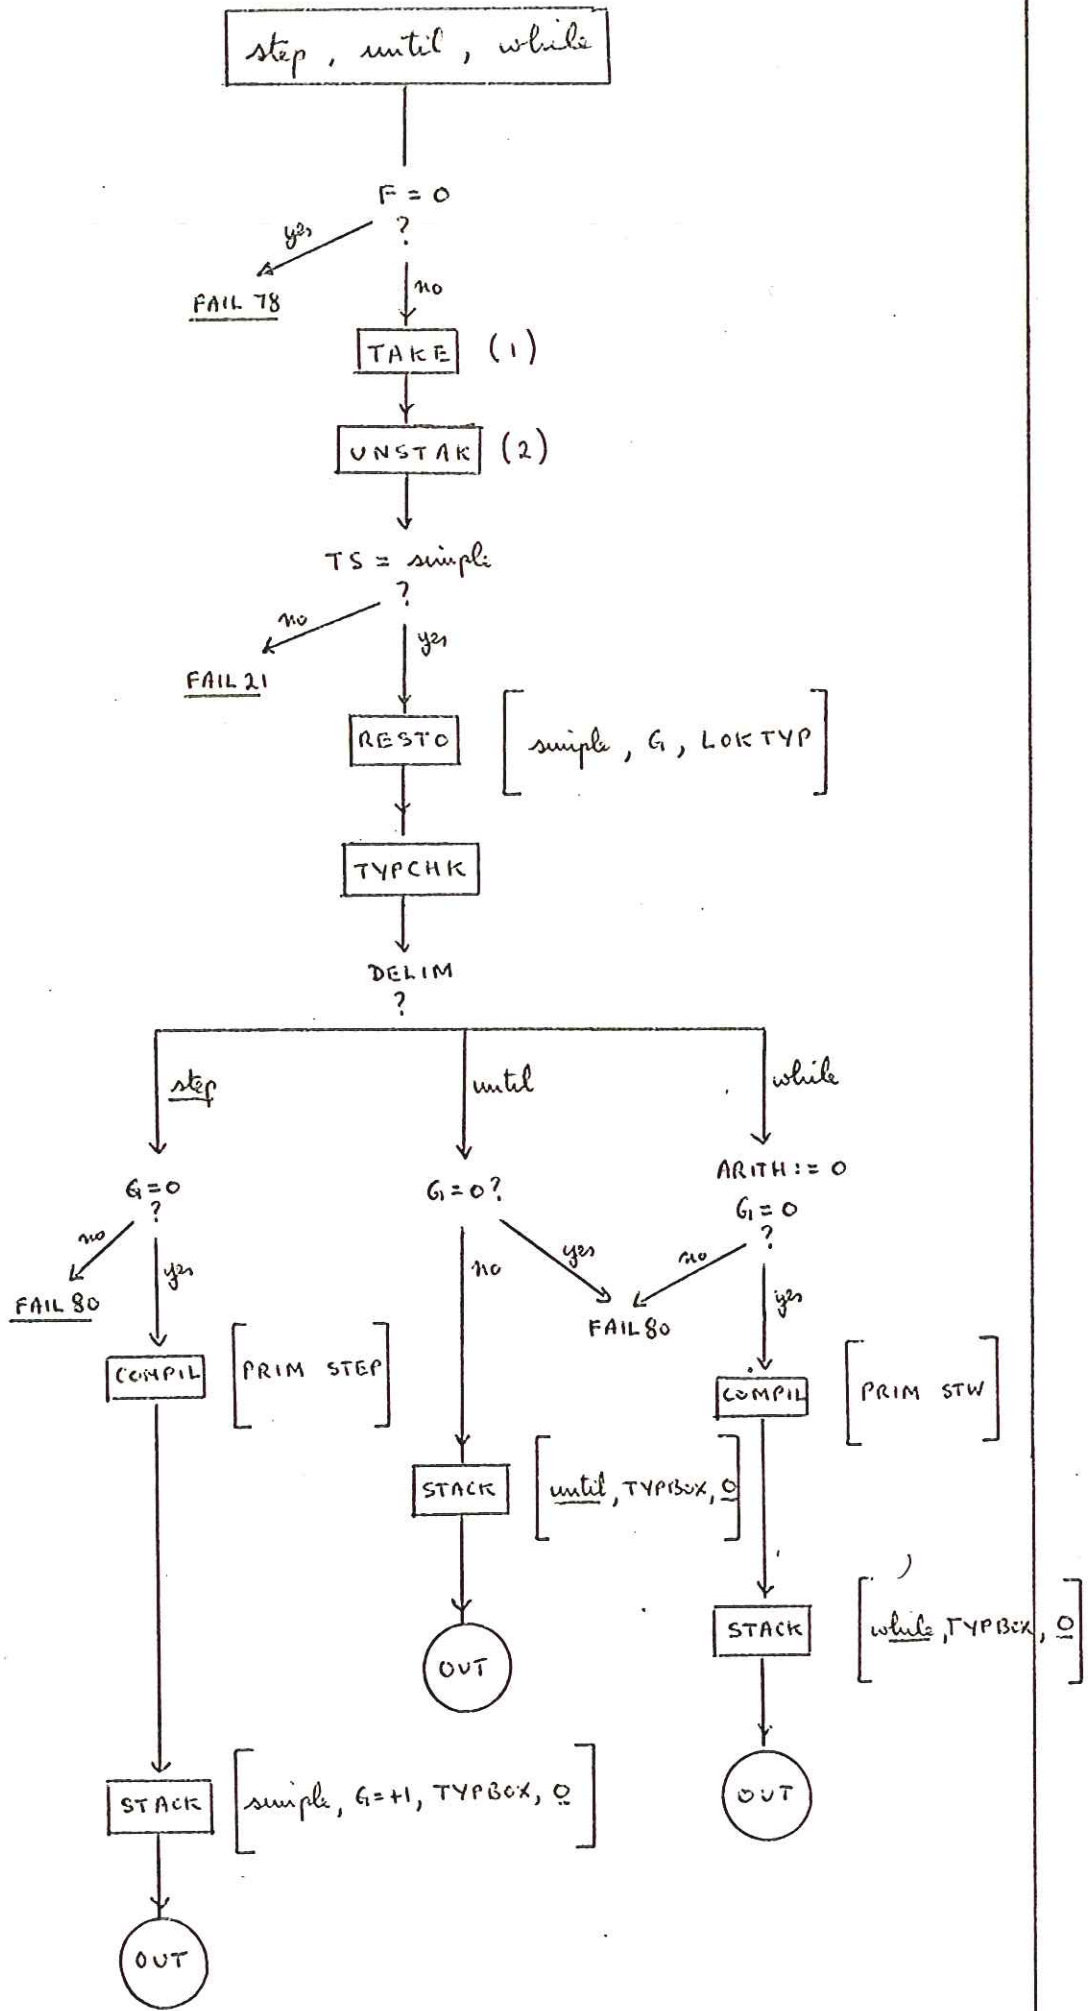 step, until, while
F = 0
?
yes
no
FAIL 78
TAKE (1)
UNSTAK (2)
TS = simple
?
no
yes
FAIL 21
RESTO [simple, G, LOKTYP]
TYPCHK
DELIM
?
step
until
while
G=0
?
no
yes
FAIL 80
COMPIL [PRIM STEP]
STACK [simple, G=+1, TYPBOX, 0]
OUT
G=0?
no
yes
FAIL 80
STACK [until, TYPBOX, 0]
OUT
ARITH := 0
G = 0
?
no
yes
COMPIL [PRIM STW]
STACK [while, TYPBOX, 0]
OUT